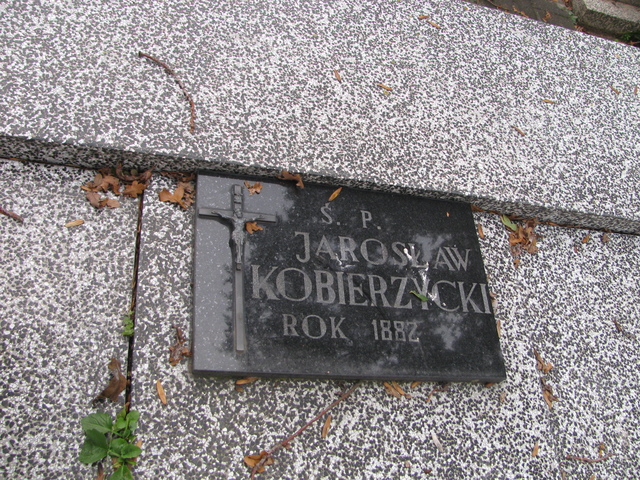 Ś. P.
JAROSŁAW
KOBIERZYCKI
ROK 1882